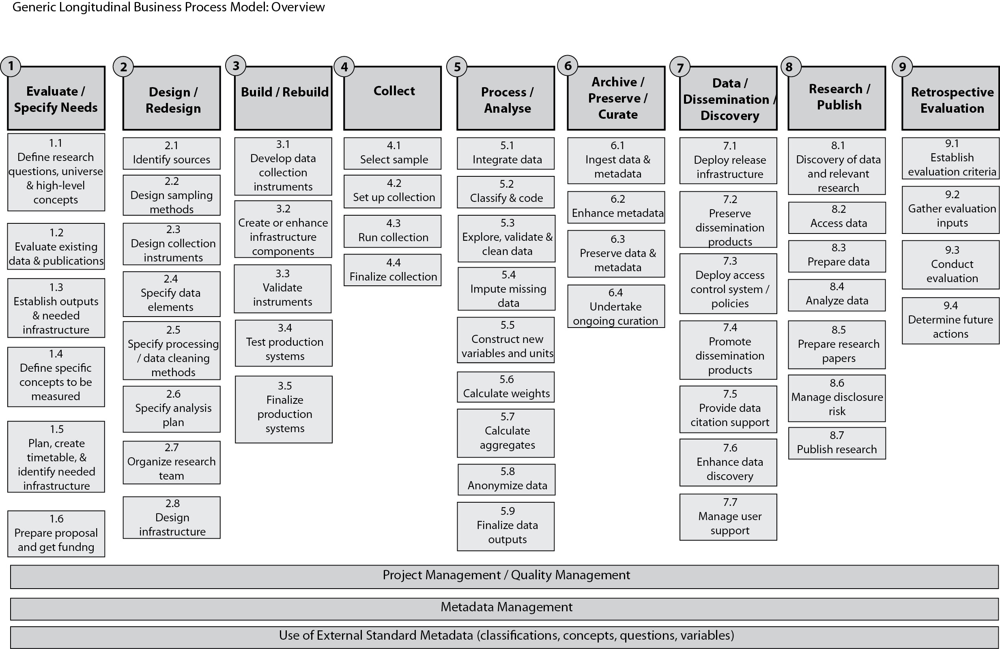 Generic Longitudinal Business Process Model: Overview
1
Evaluate /
Specify Needs
1.1
Define research
questions, universe
& high-level
concepts
1.2
Evaluate existing
data & publications
1.3
Establish outputs
& needed
infrastructure
1.4
Define specific
concepts to be
measured
1.5
Plan, create
timetable, &
identify needed
infrastructure
1.6
Prepare proposal
and get fundng
2
Design /
Redesign
2.1
Identify sources
2.2
Design sampling
methods
2.3
Design collection
instruments
2.4
Specify data
elements
2.5
Specify processing
/ data cleaning
methods
2.6
Specify analysis
plan
2.7
Organize research
team
2.8
Design
infrastructure
3
Build / Rebuild
3.1
Develop data
collection
instruments
3.2
Create or enhance
infrastructure
components
3.3
Validate
instruments
3.4
Test production
systems
3.5
Finalize
production
systems
4
Collect
4.1
Select sample
4.2
Set up collection
4.3
Run collection
4.4
Finalize collection
5
Process /
Analyse
5.1
Integrate data
5.2
Classify & code
5.3
Explore, validate &
clean data
5.4
Impute missing
data
5.5
Construct new
variables and units
5.6
Calculate weights
5.7
Calculate
aggregates
5.8
Anonymize data
5.9
Finalize data
outputs
6
Archive /
Preserve /
Curate
6.1
Ingest data &
metadata
6.2
Enhance metadata
6.3
Preserve data &
metadata
6.4
Undertake
ongoing curation
7
Data /
Dissemination /
Discovery
7.1
Deploy release
infrastructure
7.2
Preserve
dissemination
products
7.3
Deploy access
control system /
policies
7.4
Promote
dissemination
products
7.5
Provide data
citation support
7.6
Enhance data
discovery
7.7
Manage user
support
8
Research /
Publish
8.1
Discovery of data
and relevant
research
8.2
Access data
8.3
Prepare data
8.4
Analyze data
8.5
Prepare research
papers
8.6
Manage disclosure
risk
8.7
Publish research
9
Retrospective
Evaluation
9.1
Establish
evaluation criteria
9.2
Gather evaluation
inputs
9.3
Conduct
evaluation
9.4
Determine future
actions
Project Management / Quality Management
Metadata Management
Use of External Standard Metadata (classifications, concepts, questions, variables)